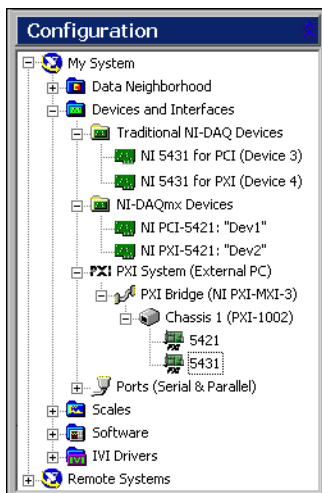 Configuration
My System
Data Neighborhood
Devices and Interfaces
Traditional NI-DAQ Devices
NI 5431 for PCI (Device 3)
NI 5431 for PXI (Device 4)
NI-DAQmx Devices
NI PCI-5421: "Dev1"
NI PXI-5421: "Dev2"
PXI PXI System (External PC)
PXI Bridge (NI PXI-MXI-3)
Chassis 1 (PXI-1002)
PXI 5421
PXI 5431
Ports (Serial & Parallel)
Scales
Software
IVI Drivers
Remote Systems